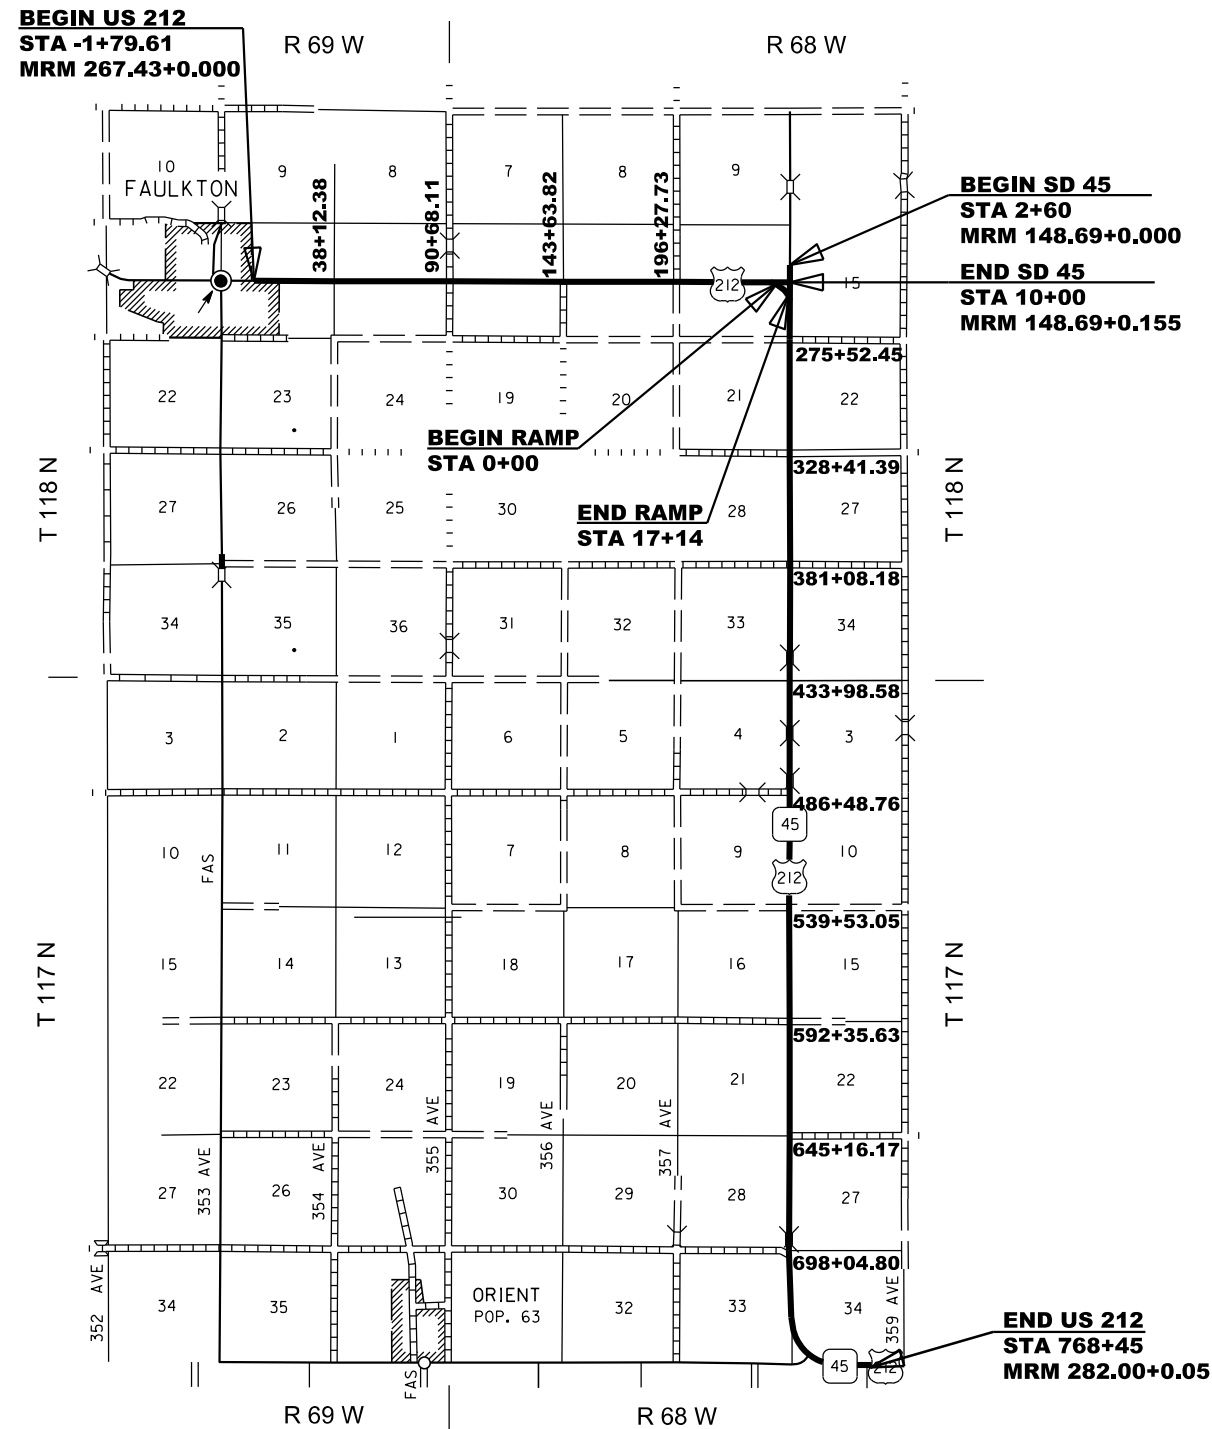 BEGIN US 212
STA -1+79.61
MRM 267.43+0.000
R 69 W
R 68 W
10
FAULKTON
9
8
7
8
9
38+12.38
90+68.11
143+63.82
196+27.73
BEGIN SD 45
STA 2+60
MRM 148.69+0.000
END SD 45
STA 10+00
MRM 148.69+0.155
212
15
275+52.45
22
23
24
19
20
21
22
BEGIN RAMP
STA 0+00
328+41.39
T 118 N
T 118 N
27
26
25
30
END RAMP
STA 17+14
28
27
381+08.18
34
35
36
31
32
33
34
433+98.58
3
2
1
6
5
4
3
486+48.76
45
10
FAS
11
12
7
8
9
10
212
539+53.05
T 117 N
T 117 N
15
14
13
18
17
16
15
592+35.63
22
23
24
19
20
21
22
645+16.17
353 AVE
354 AVE
355 AVE
356 AVE
357 AVE
27
26
30
29
28
27
698+04.80
352 AVE
34
35
ORIENT
POP. 63
32
33
34
359 AVE
END US 212
STA 768+45
MRM 282.00+0.05
45
212
FAS
R 69 W
R 68 W